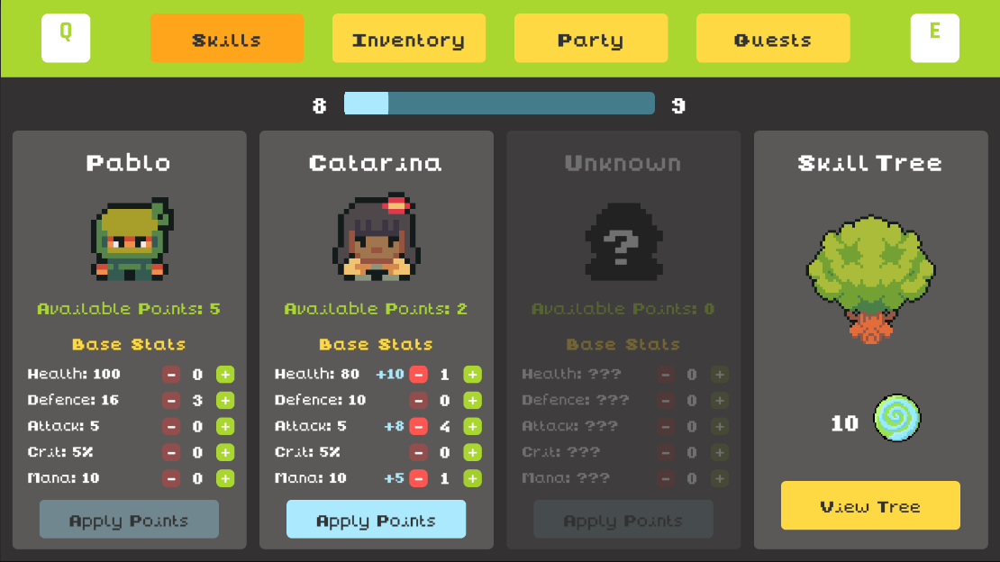 Q Skills Inventory Party Quests E
8 9
Pablo
Available Points: 5
Base Stats
Health: 100 - 0 +
Defence: 16 - 3 +
Attack: 5 - 0 +
Crit: 5% - 0 +
Mana: 10 - 0 +
Apply Points
Catarina
Available Points: 2
Base Stats
Health: 80 +10 - 1 +
Defence: 10 - 0 +
Attack: 5 +8 - 4 +
Crit: 5% - 0 +
Mana: 10 +5 - 1 +
Apply Points
Unknown
?
Available Points: 0
Base Stats
Health: ??? - 0 +
Defence: ??? - 0 +
Attack: ??? - 0 +
Crit: ??? - 0 +
Mana: ??? - 0 +
Apply Points
Skill Tree
10
View Tree